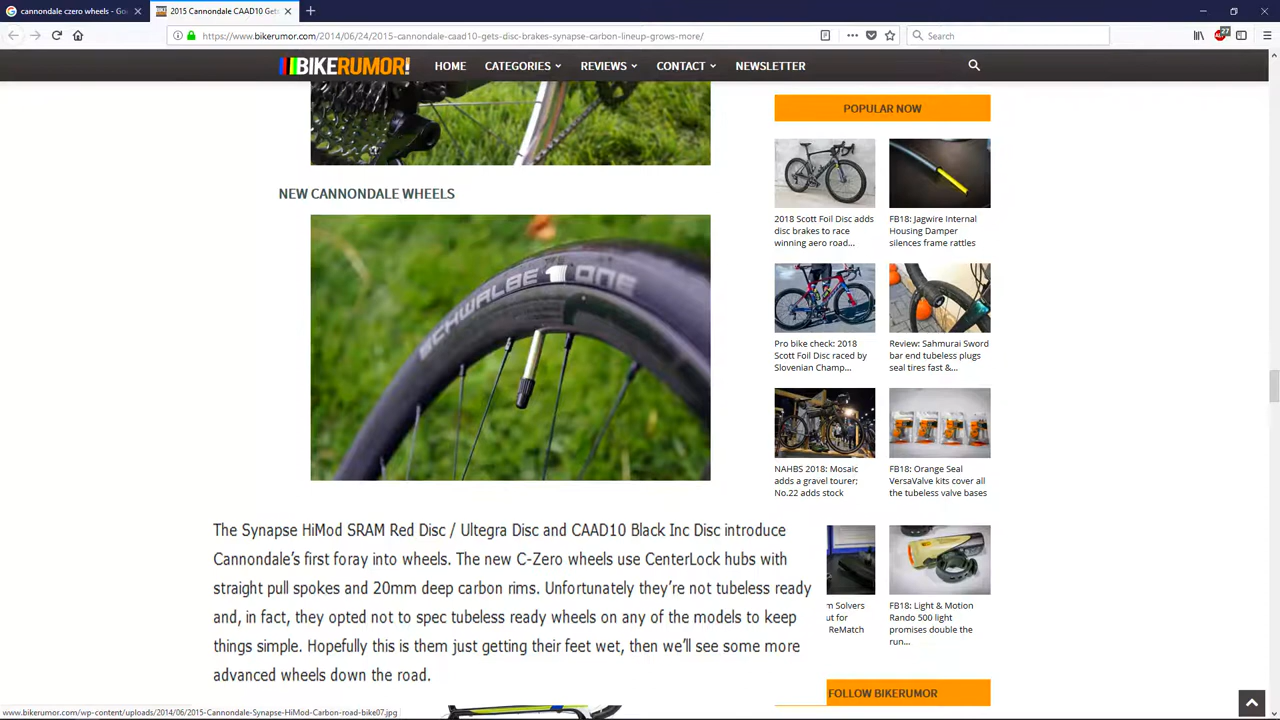 cannondale czero wheels - Go
2015 Cannondale CAAD10 Gets
https://www.bikerumor.com/2014/06/24/2015-cannondale-caad10-gets-disc-brakes-synapse-carbon-lineup-grows-more/
Search
27
BIKERUMOR!
HOME
CATEGORIES
REVIEWS
CONTACT
NEWSLETTER
NEW CANNONDALE WHEELS
SCHWALBE 1 ONE
The Synapse HiMod SRAM Red Disc / Ultegra Disc and CAAD10 Black Inc Disc introduce
Cannondale’s first foray into wheels. The new C-Zero wheels use CenterLock hubs with
straight pull spokes and 20mm deep carbon rims. Unfortunately they’re not tubeless ready
and, in fact, they opted not to spec tubeless ready wheels on any of the models to keep
things simple. Hopefully this is them just getting their feet wet, then we’ll see some more
advanced wheels down the road.
POPULAR NOW
2018 Scott Foil Disc adds
disc brakes to race
winning aero road...
FB18: Jagwire Internal
Housing Damper
silences frame rattles
Pro bike check: 2018
Scott Foil Disc raced by
Slovenian Champ...
Review: Sahmurai Sword
bar end tubeless plugs
seal tires fast &...
NAHBS 2018: Mosaic
adds a gravel tourer;
No.22 adds stock
FB18: Orange Seal
VersaValve kits cover all
the tubeless valve bases
m Solvers
ut for
ReMatch
FB18: Light & Motion
Rando 500 light
promises double the
run...
FOLLOW BIKERUMOR
www.bikerumor.com/wp-content/uploads/2014/06/2015-Cannondale-Synapse-HiMod-Carbon-road-bike07.jpg